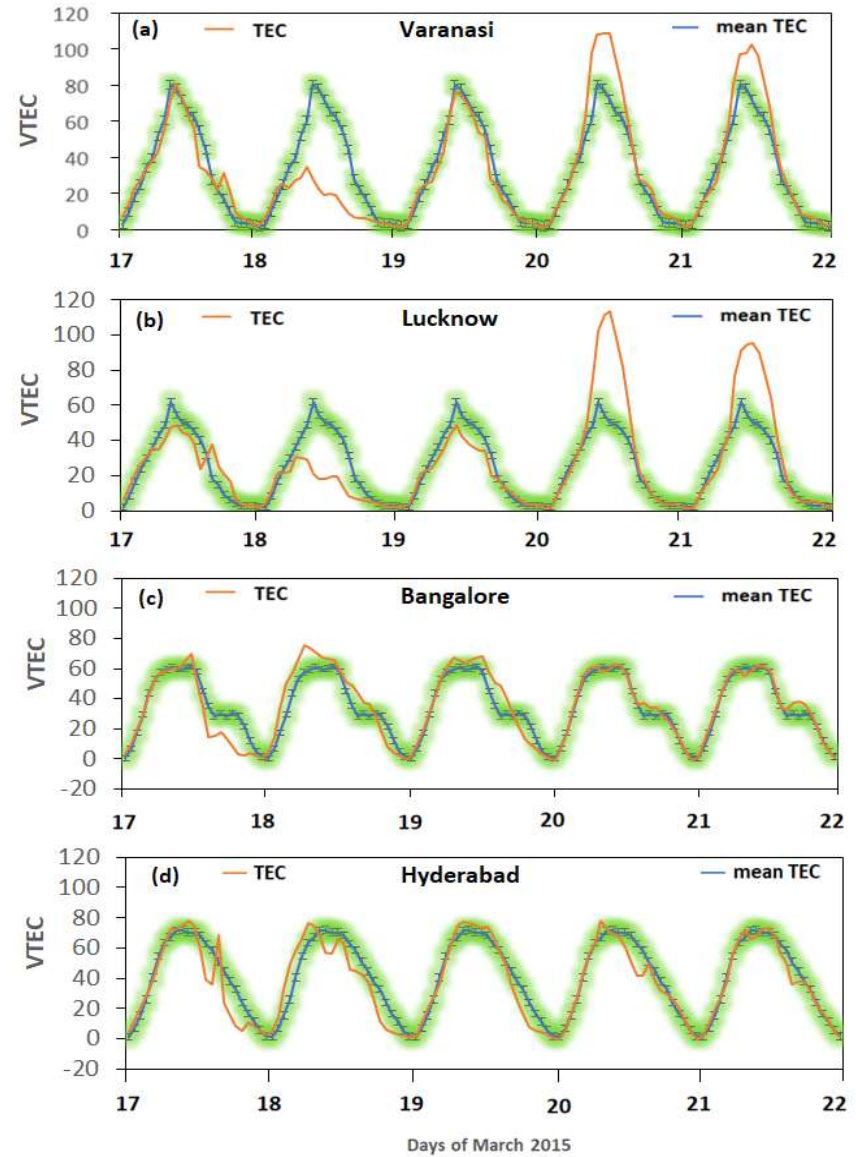 (a) TEC Varanasi mean TEC
VTEC
120
100
80
60
40
20
0
17 18 19 20 21 22
(b) TEC Lucknow mean TEC
VTEC
120
100
80
60
40
20
0
17 18 19 20 21 22
(c) TEC Bangalore mean TEC
VTEC
120
100
80
60
40
20
0
-20
17 18 19 20 21 22
(d) TEC Hyderabad mean TEC
VTEC
120
100
80
60
40
20
0
-20
17 18 19 20 21 22
Days of March 2015